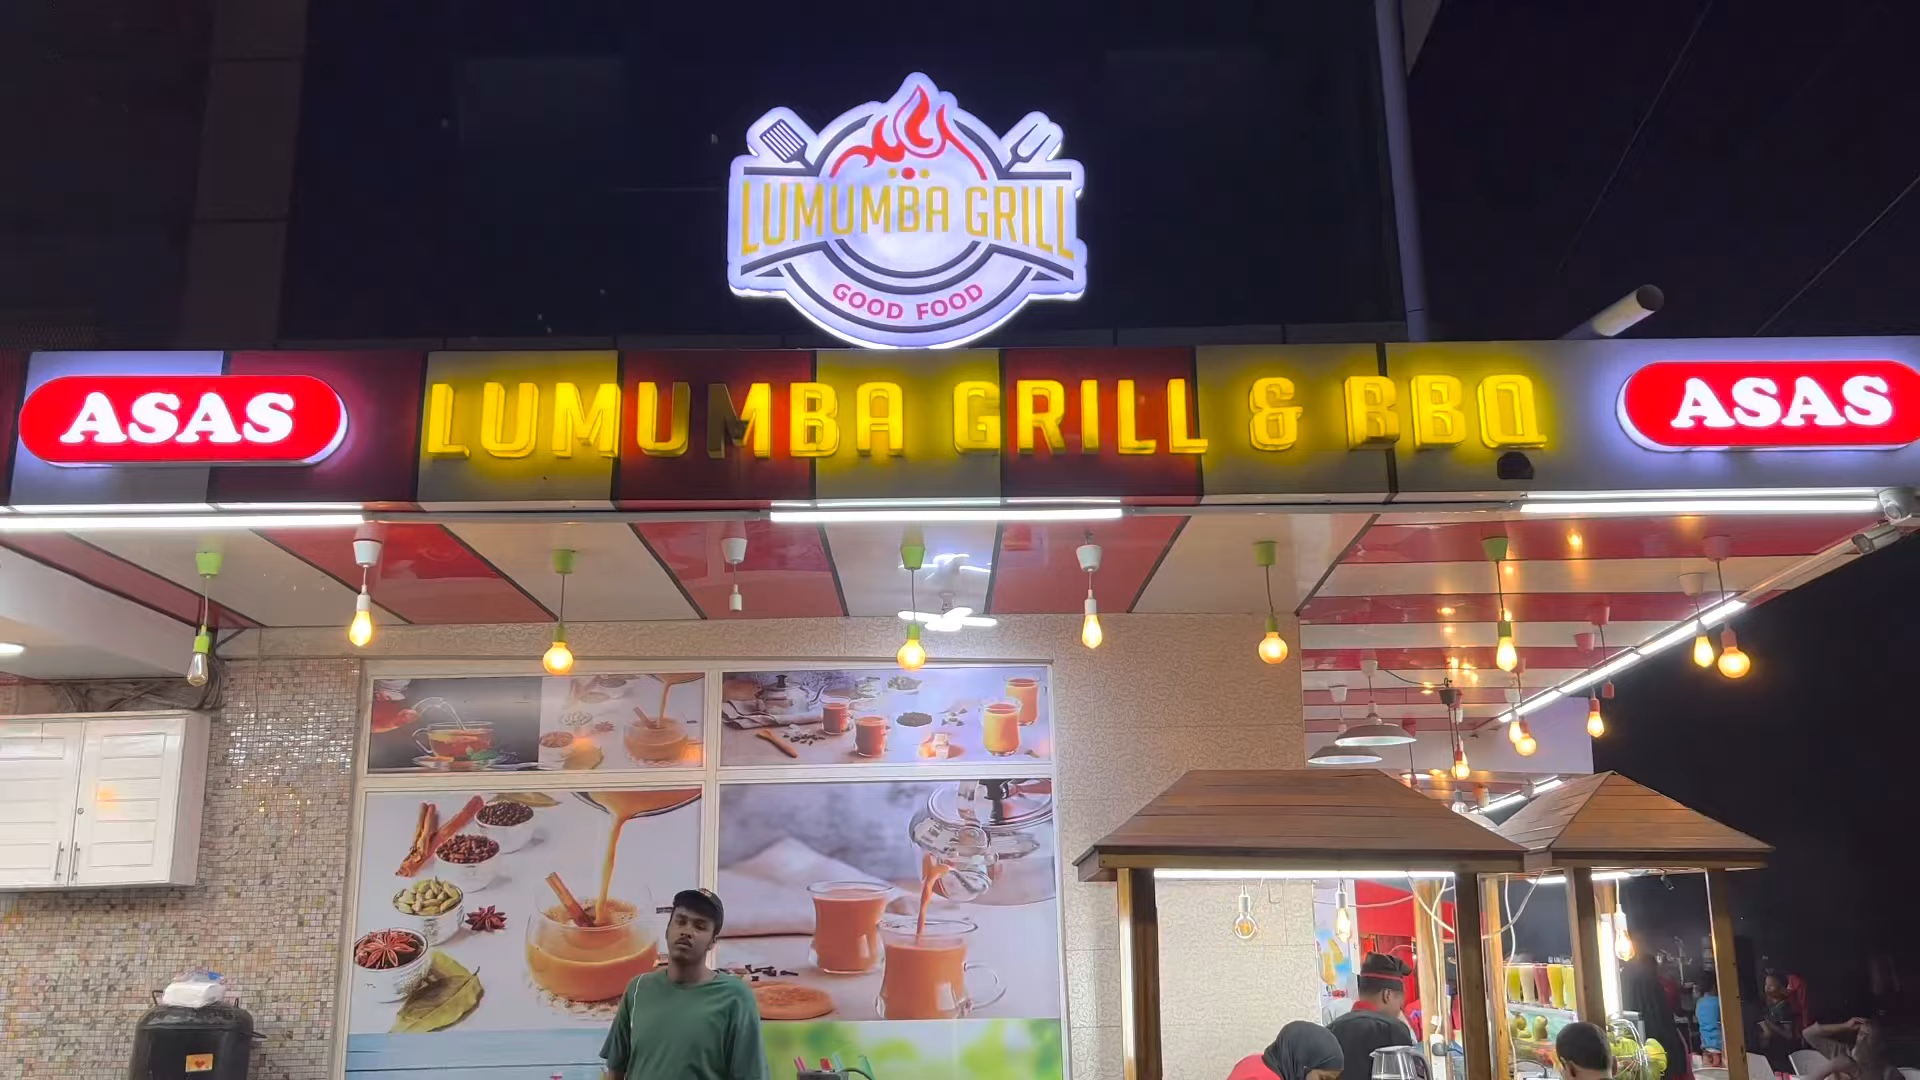 LUMUMBA GRILL
GOOD FOOD
ASAS
LUMUMBA GRILL & BBQ
ASAS